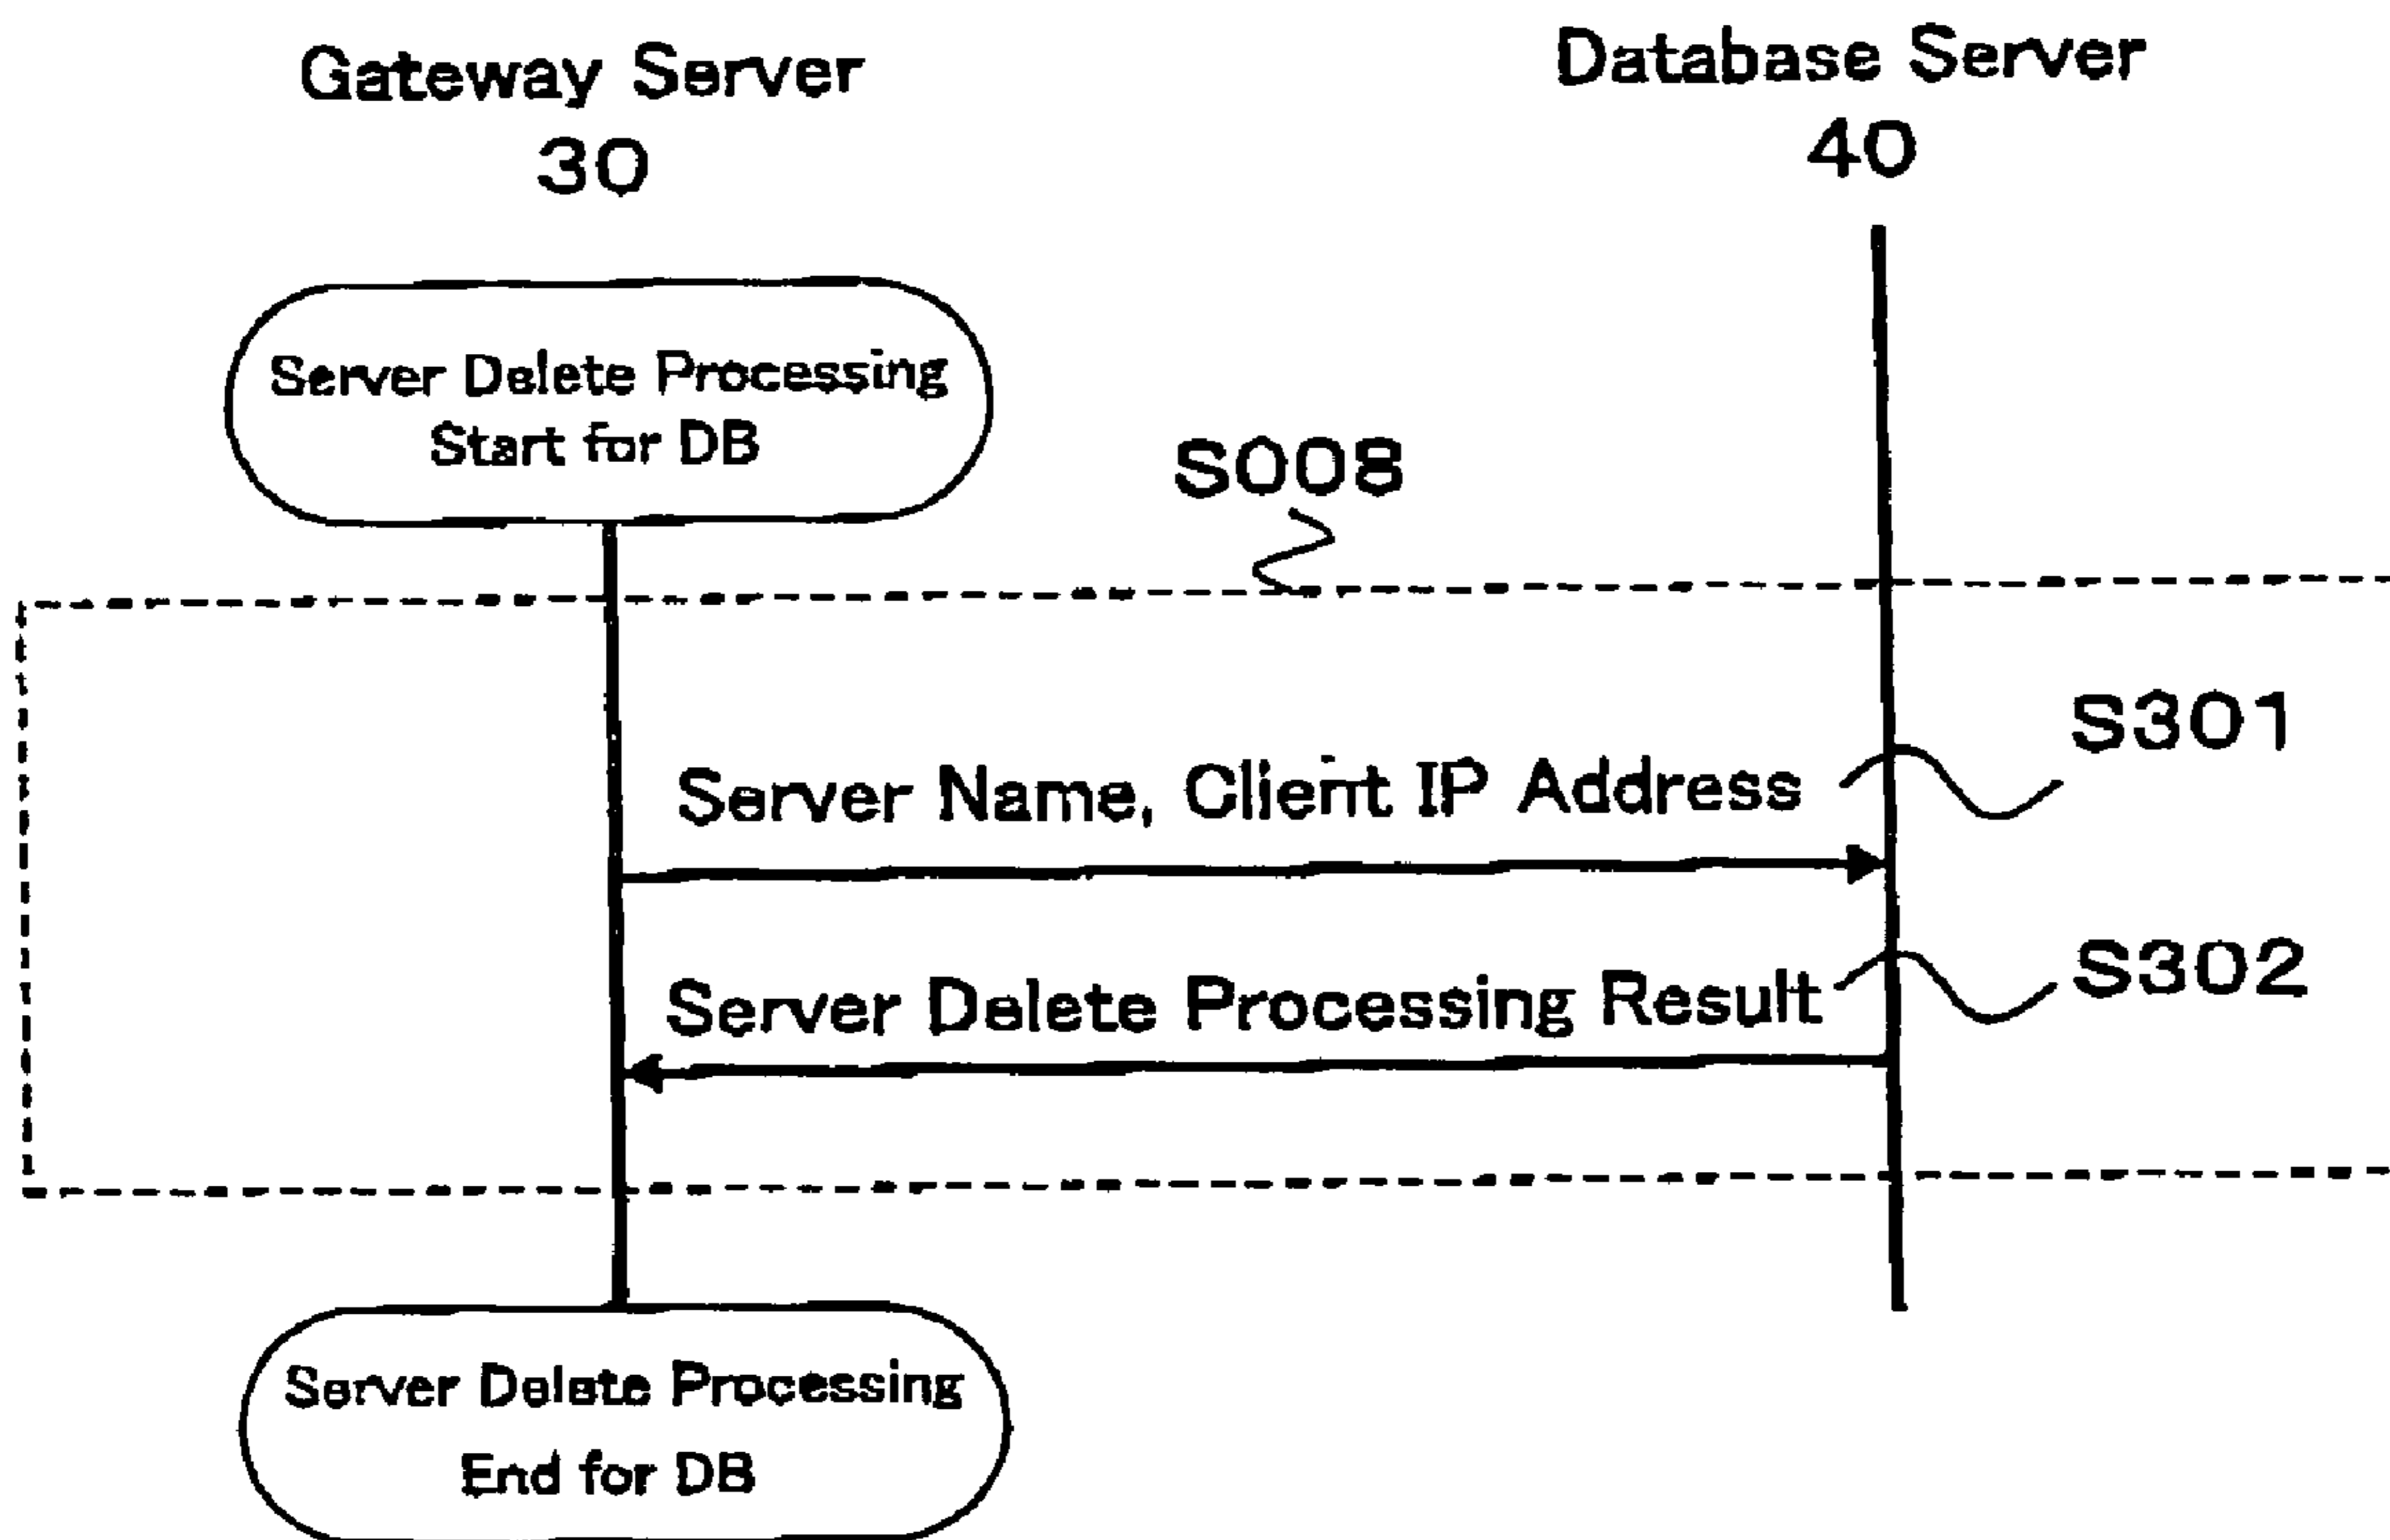 Gateway Server
30
Database Server
40
Server Delete Processing
Start for DB
S008
S301
Server Name, Client IP Address
S302
Server Delete Processing Result
Server Delete Processing
End for DB